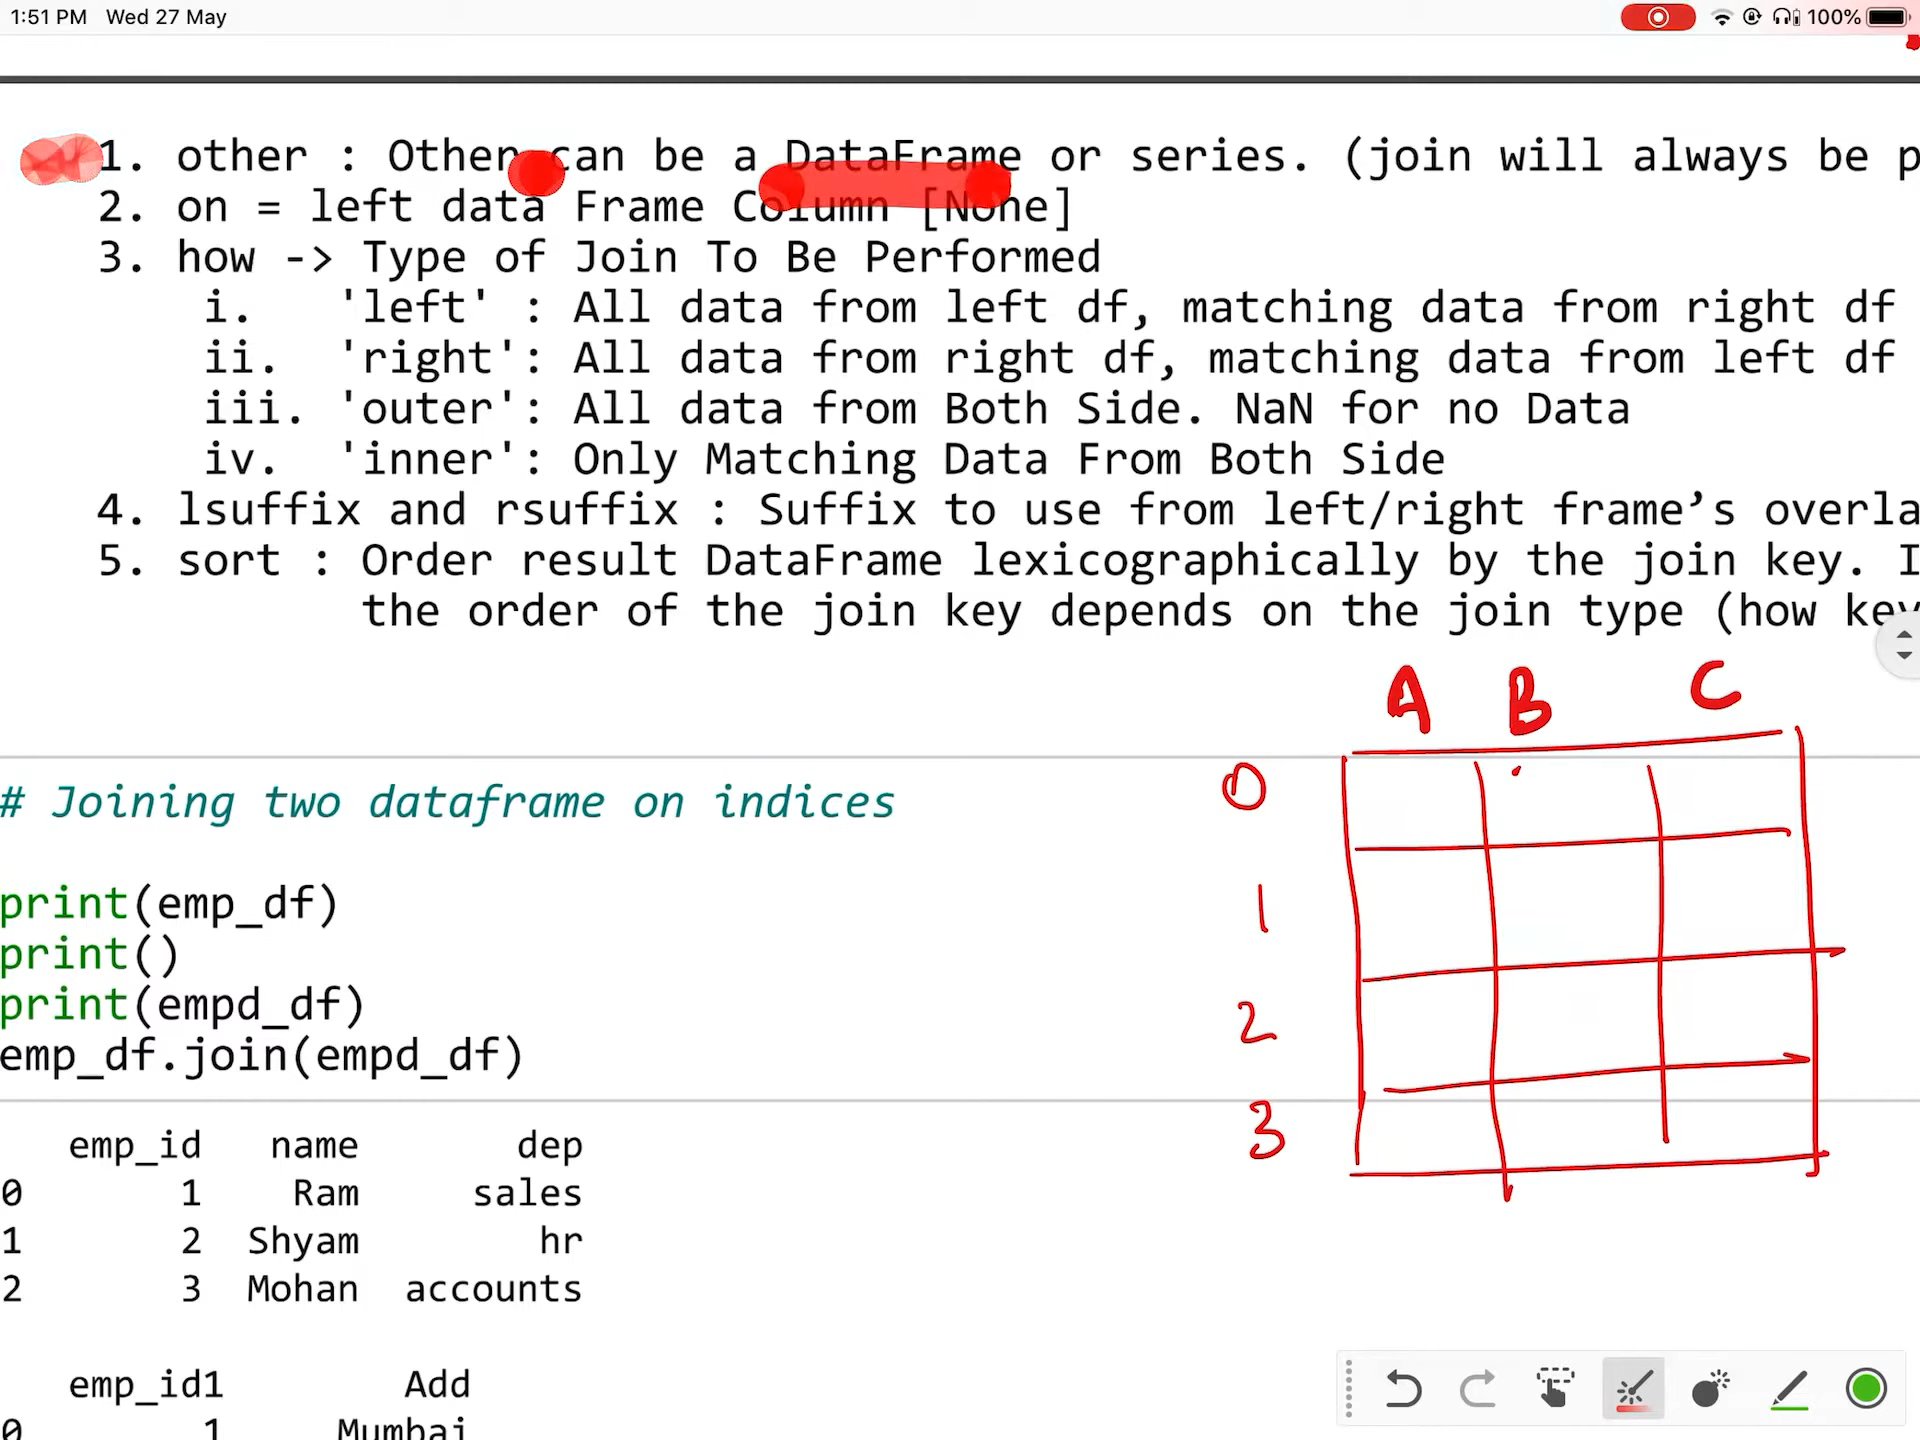 1:51 PM Wed 27 May
100%
1. other : Other can be a DataFrame or series. (join will always be p
2. on = left data Frame Column [None]
3. how -> Type of Join To Be Performed
i. 'left' : All data from left df, matching data from right df
ii. 'right': All data from right df, matching data from left df
iii. 'outer': All data from Both Side. NaN for no Data
iv. 'inner': Only Matching Data From Both Side
4. lsuffix and rsuffix : Suffix to use from left/right frame’s overla
5. sort : Order result DataFrame lexicographically by the join key. I
the order of the join key depends on the join type (how key
A B C
0
1
2
3
# Joining two dataframe on indices
print(emp_df)
print()
print(empd_df)
emp_df.join(empd_df)
emp_id name dep
0 1 Ram sales
1 2 Shyam hr
2 3 Mohan accounts
emp_id1 Add
0 1 Mumbai